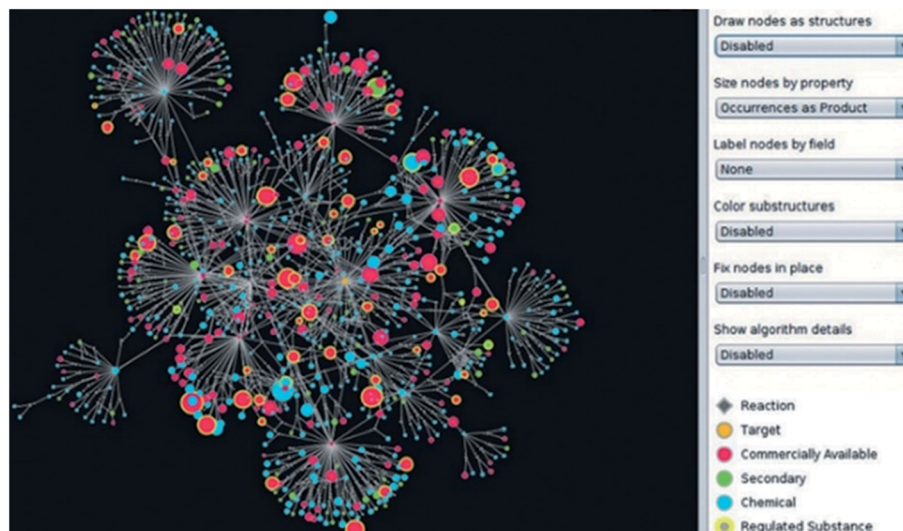 Draw nodes as structures
Disabled
Size nodes by property
Occurrences as Product
Label nodes by field
None
Color substructures
Disabled
Fix nodes in place
Disabled
Show algorithm details
Disabled
Reaction
Target
Commercially Available
Secondary
Chemical
Regulated Substance